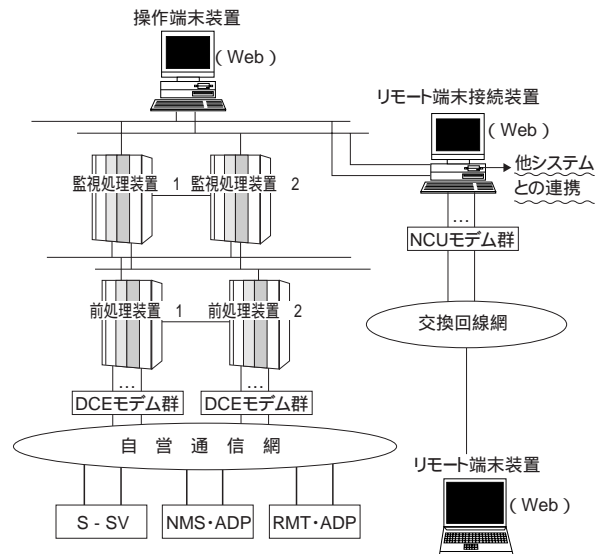 操作端末装置
(Web)
リモート端末接続装置
(Web)
他システム
との連携
監視処理装置 1
監視処理装置 2
…
NCUモデム群
前処理装置 1
前処理装置 2
交換回線網
…
…
DCEモデム群
DCEモデム群
自営通信網
リモート端末装置
(Web)
S - SV
NMS・ADP
RMT・ADP